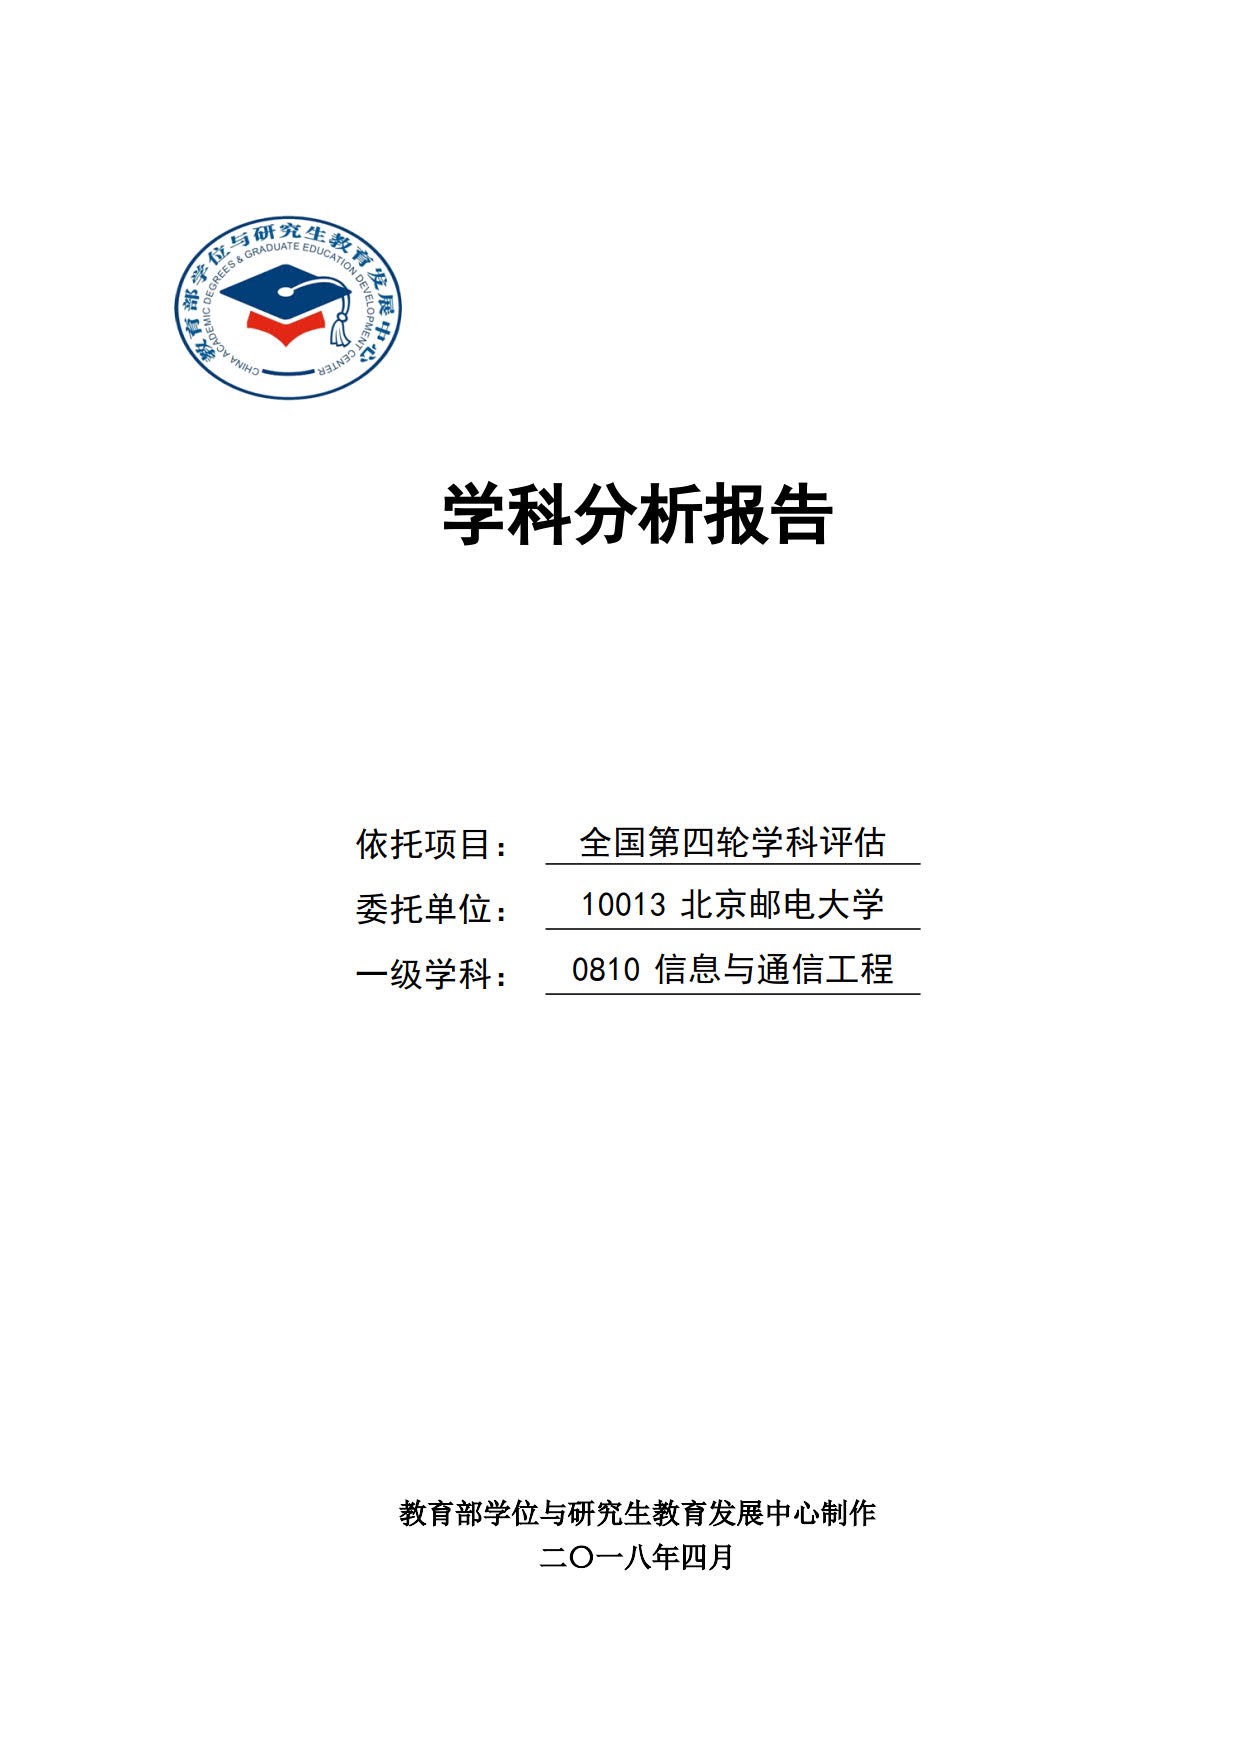 教育部学位与研究生教育发展中心
CHINA ACADEMIC DEGREES & GRADUATE EDUCATION DEVELOPMENT CENTER
学科分析报告
依托项目： 全国第四轮学科评估
委托单位： 10013 北京邮电大学
一级学科： 0810 信息与通信工程
教育部学位与研究生教育发展中心制作
二〇一八年四月